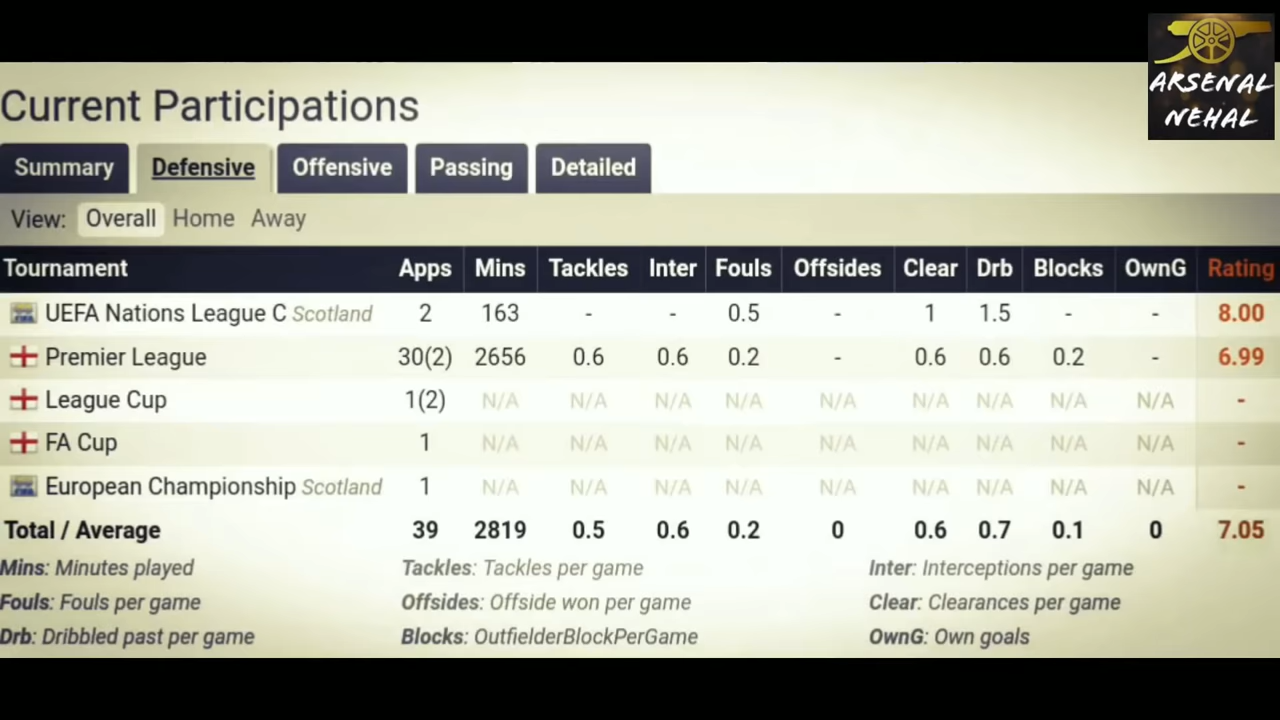 ARSENAL
NEHAL
Current Participations
Summary Defensive Offensive Passing Detailed
View: Overall Home Away
Tournament Apps Mins Tackles Inter Fouls Offsides Clear Drb Blocks OwnG Rating
UEFA Nations League C Scotland 2 163 - - 0.5 - 1 1.5 - - 8.00
Premier League 30(2) 2656 0.6 0.6 0.2 - 0.6 0.6 0.2 - 6.99
League Cup 1(2) N/A N/A N/A N/A N/A N/A N/A N/A N/A -
FA Cup 1 N/A N/A N/A N/A N/A N/A N/A N/A N/A -
European Championship Scotland 1 N/A N/A N/A N/A N/A N/A N/A N/A N/A -
Total / Average 39 2819 0.5 0.6 0.2 0 0.6 0.7 0.1 0 7.05
Mins: Minutes played Tackles: Tackles per game Inter: Interceptions per game
Fouls: Fouls per game Offsides: Offside won per game Clear: Clearances per game
Drb: Dribbled past per game Blocks: OutfielderBlockPerGame OwnG: Own goals